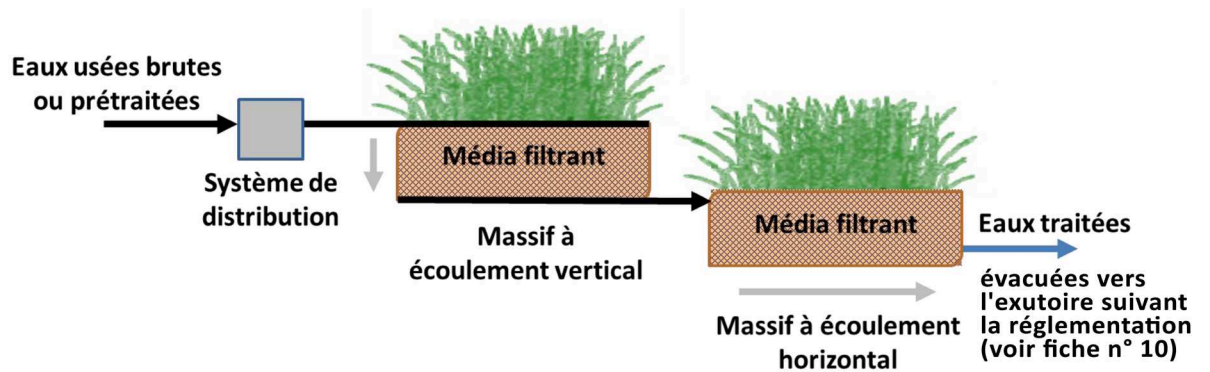 Eaux usées brutes
ou prétraitées
Système de
distribution
Média filtrant
Massif à
écoulement vertical
Média filtrant
Massif à écoulement
horizontal
Eaux traitées
évacuées vers
l'exutoire suivant
la réglementation
(voir fiche n° 10)